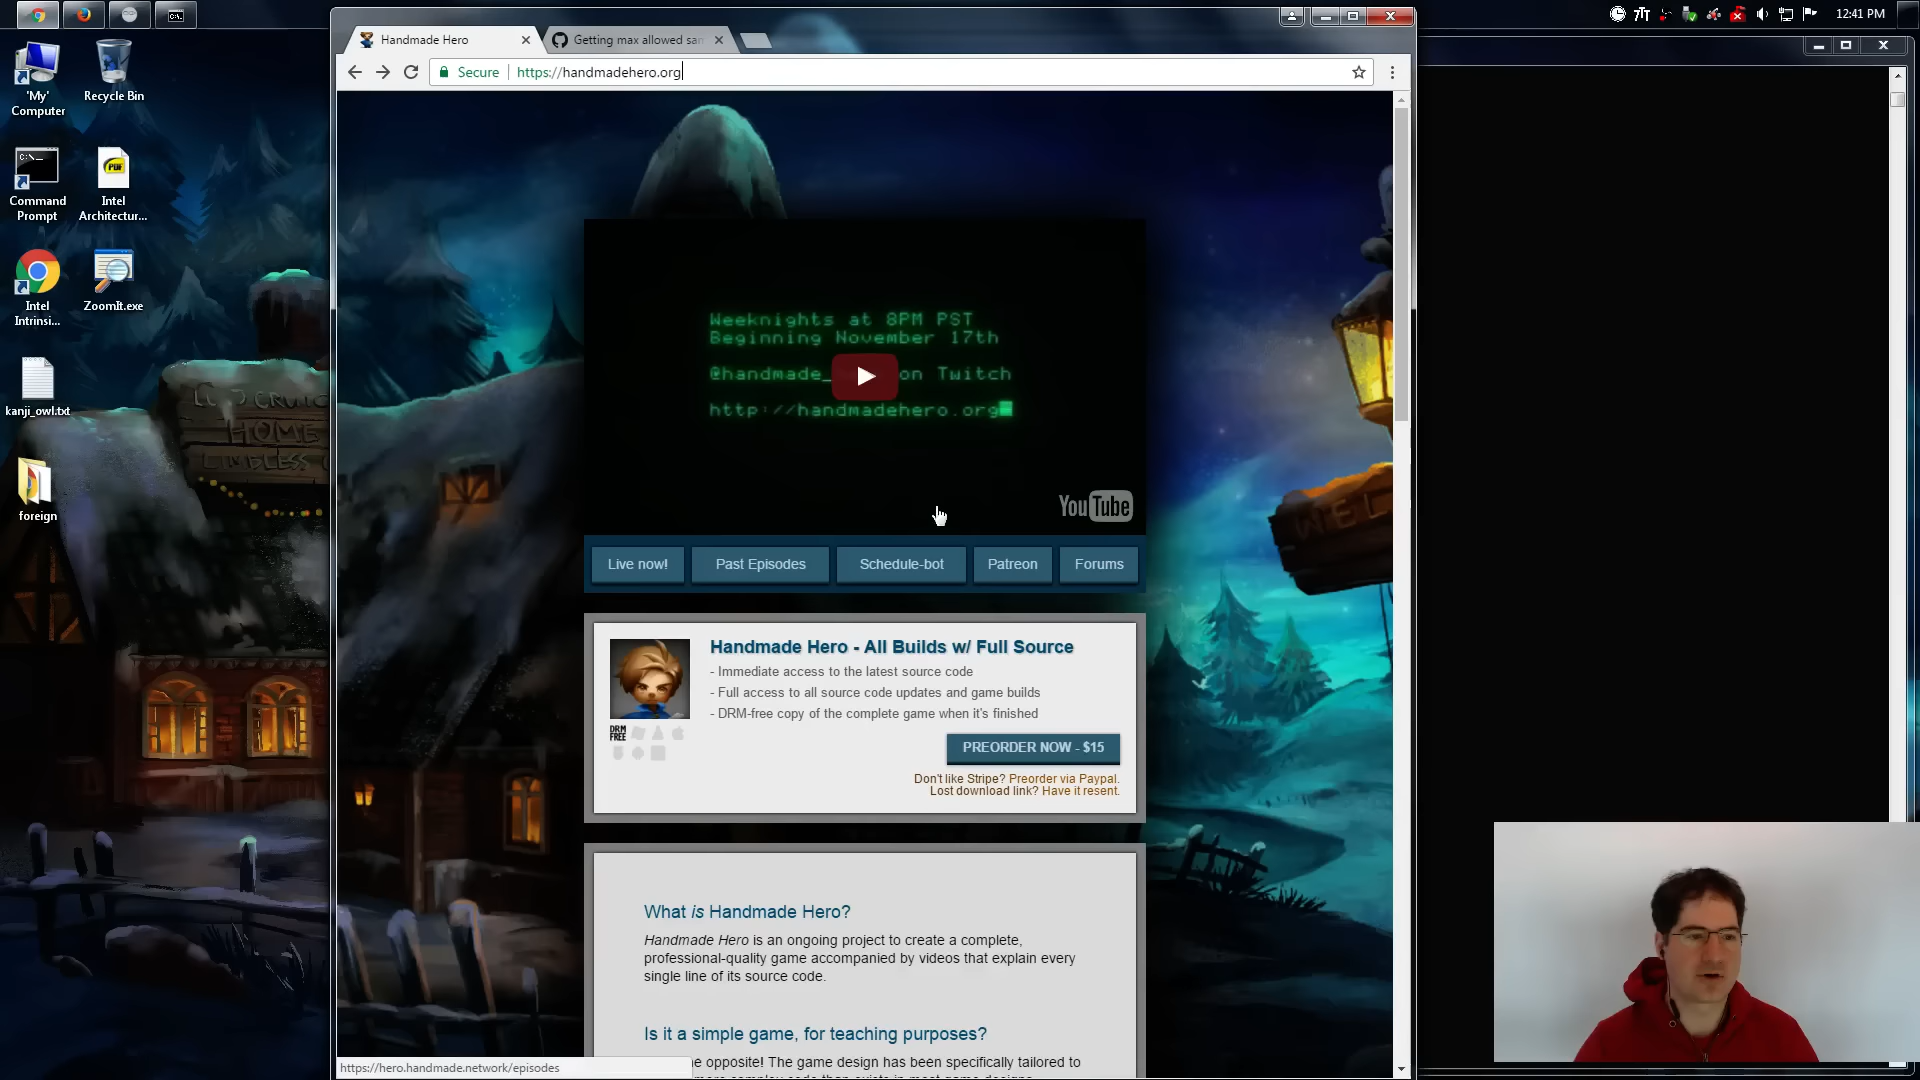 12:41 PM
Handmade Hero
Getting max allowed san
Secure
https://handmadehero.org
'My'
Computer
Recycle Bin
Command
Prompt
Intel
Architectur...
Intel
Intrinsi...
ZoomIt.exe
kanji_owl.txt
foreign
PDF
C:\
HOME
LIMBLESS
WEL
Weeknights at 8PM PST
Beginning November 17th
@handmade_ on Twitch
http://handmadehero.org
YouTube
Live now!
Past Episodes
Schedule-bot
Patreon
Forums
Handmade Hero - All Builds w/ Full Source
- Immediate access to the latest source code
- Full access to all source code updates and game builds
- DRM-free copy of the complete game when it's finished
DRM
FREE
PREORDER NOW - $15
Don't like Stripe? Preorder via Paypal.
Lost download link? Have it resent.
What is Handmade Hero?
Handmade Hero is an ongoing project to create a complete,
professional-quality game accompanied by videos that explain every
single line of its source code.
Is it a simple game, for teaching purposes?
e opposite! The game design has been specifically tailored to
https://hero.handmade.network/episodes